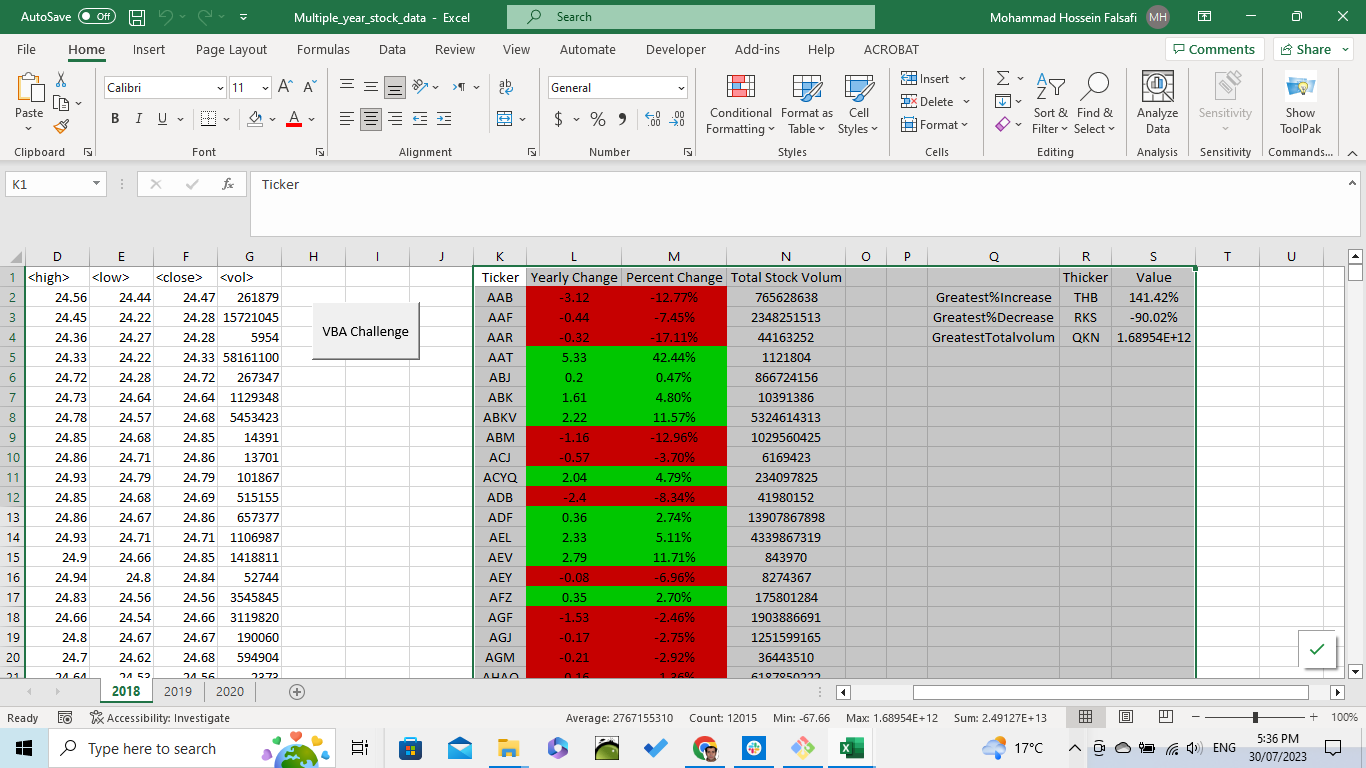 AutoSave Off Multiple_year_stock_data - Excel Search Mohammad Hossein Falsafi MH
File Home Insert Page Layout Formulas Data Review View Automate Developer Add-ins Help ACROBAT Comments Share
Paste Calibri 11 General Conditional Formatting Format as Table Cell Styles Insert Delete Format Sort & Filter Find & Select Analyze Data Sensitivity Show ToolPak
Clipboard Font Alignment Number Styles Cells Editing Analysis Sensitivity Commands...
K1 fx Ticker
D E F G H I J K L M N O P Q R S T U
1 <high> <low> <close> <vol> Ticker Yearly Change Percent Change Total Stock Volum Thicker Value
2 24.56 24.44 24.47 261879 AAB -3.12 -12.77% 765628638 Greatest%Increase THB 141.42%
3 24.45 24.22 24.28 15721045 AAF -0.44 -7.45% 2348251513 Greatest%Decrease RKS -90.02%
4 24.36 24.27 24.28 5954 AAR -0.32 -17.11% 44163252 GreatestTotalvolum QKN 1.68954E+12
5 24.33 24.22 24.33 58161100 AAT 5.33 42.44% 1121804
6 24.72 24.28 24.72 267347 ABJ 0.2 0.47% 866724156
7 24.73 24.64 24.64 1129348 ABK 1.61 4.80% 10391386
8 24.78 24.57 24.68 5453423 ABKV 2.22 11.57% 5324614313
9 24.85 24.68 24.85 14391 ABM -1.16 -12.96% 1029560425
10 24.86 24.71 24.86 13701 ACJ -0.57 -3.70% 6169423
11 24.93 24.79 24.79 101867 ACYQ 2.04 4.79% 234097825
12 24.85 24.68 24.69 515155 ADB -2.4 -8.34% 41980152
13 24.86 24.67 24.86 657377 ADF 0.36 2.74% 13907867898
14 24.93 24.71 24.71 1106987 AEL 2.33 5.11% 4339867319
15 24.9 24.66 24.85 1418811 AEV 2.79 11.71% 843970
16 24.94 24.8 24.84 52744 AEY -0.08 -6.96% 8274367
17 24.83 24.56 24.56 3545845 AFZ 0.35 2.70% 175801284
18 24.66 24.54 24.66 3119820 AGF -1.53 -2.46% 1903886691
19 24.8 24.67 24.67 190060 AGJ -0.17 -2.75% 1251599165
20 24.7 24.62 24.68 594904 AGM -0.21 -2.92% 36443510
21 24.64 24.53 24.56 2373 AHAO -0.16 -1.26% 6187850222
VBA Challenge
2018 2019 2020
Ready Accessibility: Investigate Average: 2767155310 Count: 12015 Min: -67.66 Max: 1.68954E+12 Sum: 2.49127E+13 100%
Type here to search 17°C ENG 5:36 PM
30/07/2023